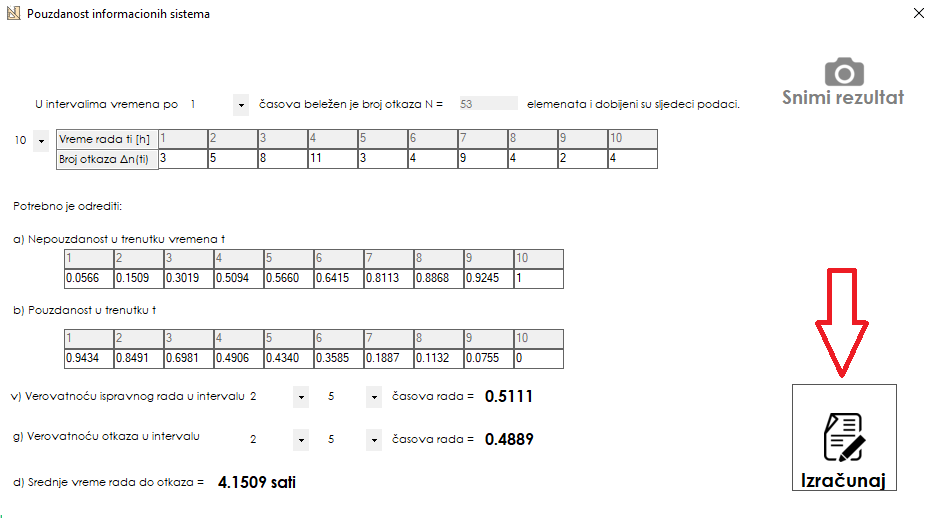 Pouzdanost informacionih sistema
Snimi rezultat
U intervalima vremena po 1 časova beležen je broj otkaza N = 53 elemenata i dobijeni su sljedeci podaci.
10 Vreme rada ti [h] 1 2 3 4 5 6 7 8 9 10
Broj otkaza Δn(ti) 3 5 8 11 3 4 9 4 2 4
Potrebno je odrediti:
a) Nepouzdanost u trenutku vremena t
1 2 3 4 5 6 7 8 9 10
0.0566 0.1509 0.3019 0.5094 0.5660 0.6415 0.8113 0.8868 0.9245 1
b) Pouzdanost u trenutku t
1 2 3 4 5 6 7 8 9 10
0.9434 0.8491 0.6981 0.4906 0.4340 0.3585 0.1887 0.1132 0.0755 0
v) Verovatnoću ispravnog rada u intervalu 2 5 časova rada = 0.5111
g) Verovatnoću otkaza u intervalu 2 5 časova rada = 0.4889
d) Srednje vreme rada do otkaza = 4.1509 sati
Izračunaj